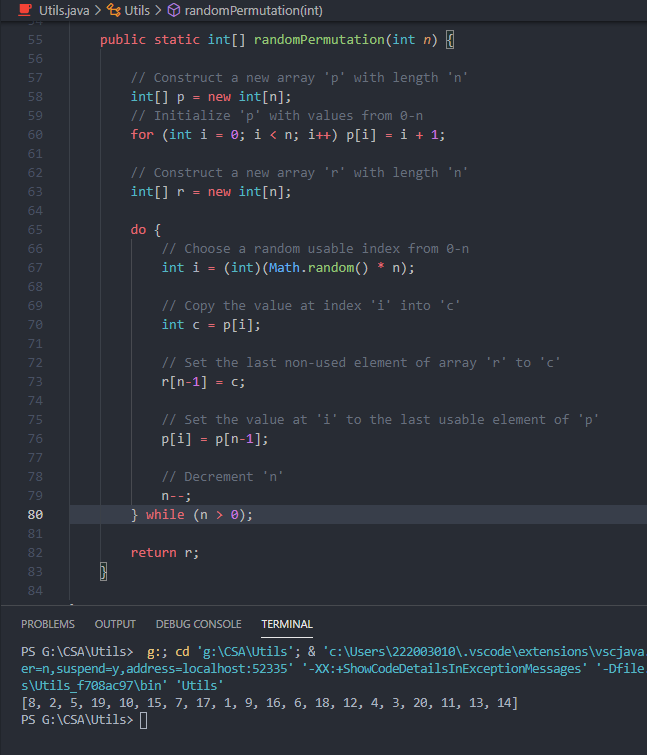 Utils.java > Utils > randomPermutation(int)
55 public static int[] randomPermutation(int n) {
56
57 // Construct a new array 'p' with length 'n'
58 int[] p = new int[n];
59 // Initialize 'p' with values from 0-n
60 for (int i = 0; i < n; i++) p[i] = i + 1;
61
62 // Construct a new array 'r' with length 'n'
63 int[] r = new int[n];
64
65 do {
66 // Choose a random usable index from 0-n
67 int i = (int)(Math.random() * n);
68
69 // Copy the value at index 'i' into 'c'
70 int c = p[i];
71
72 // Set the last non-used element of array 'r' to 'c'
73 r[n-1] = c;
74
75 // Set the value at 'i' to the last usable element of 'p'
76 p[i] = p[n-1];
77
78 // Decrement 'n'
79 n--;
80 } while (n > 0);
81
82 return r;
83 }
84
PROBLEMS OUTPUT DEBUG CONSOLE TERMINAL
PS G:\CSA\Utils> g:; cd 'g:\CSA\Utils'; & 'c:\Users\222003010\.vscode\extensions\vscjava.
er=n,suspend=y,address=localhost:52335' '-XX:+ShowCodeDetailsInExceptionMessages' '-Dfile
s\Utils_f708ac97\bin' 'Utils'
[8, 2, 5, 19, 10, 15, 7, 17, 1, 9, 16, 6, 18, 12, 4, 3, 20, 11, 13, 14]
PS G:\CSA\Utils>